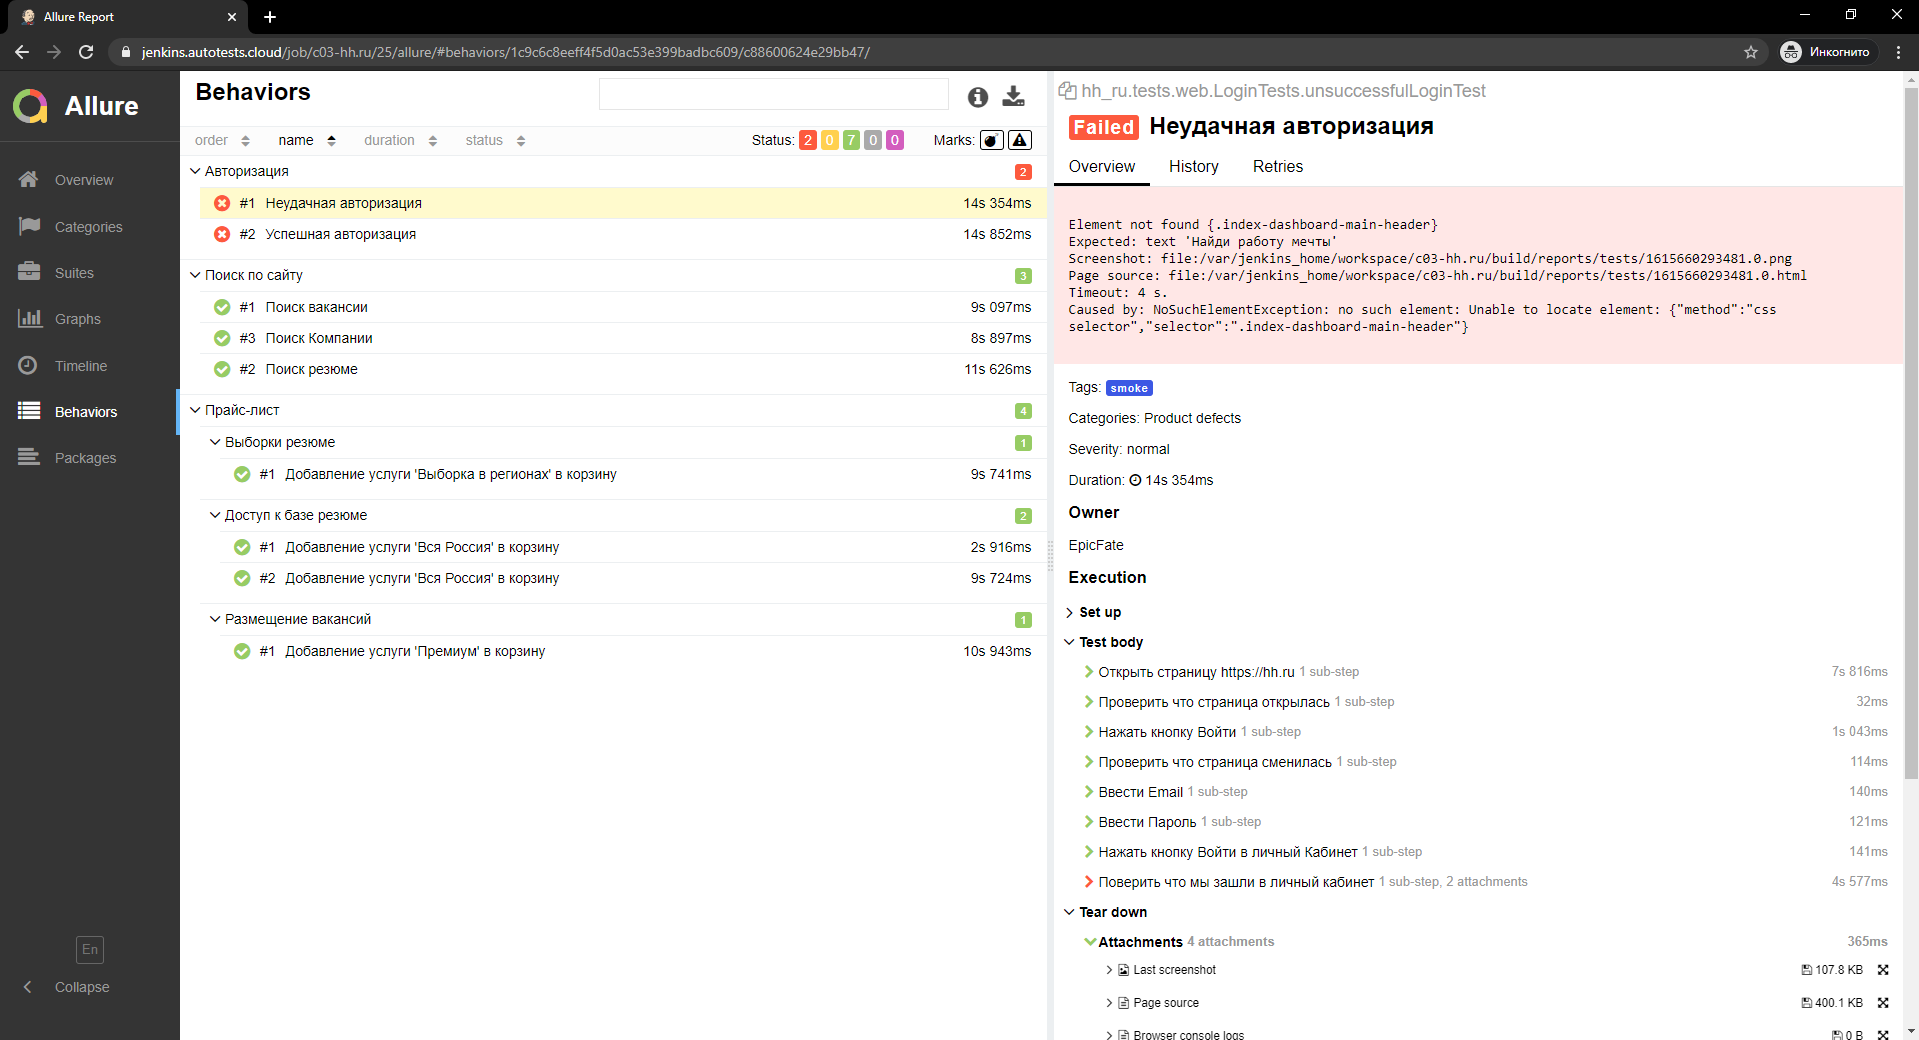 Allure Report
jenkins.autotests.cloud/job/c03-hh.ru/25/allure/#behaviors/1c9c6c8eeff4f5d0ac53e399badbc609/c88600624e29bb47/
Инкогнито
Allure
Overview
Categories
Suites
Graphs
Timeline
Behaviors
Packages
En
Collapse
Behaviors
order name duration status Status: 2 0 7 0 0 Marks:
Авторизация 2
#1 Неудачная авторизация 14s 354ms
#2 Успешная авторизация 14s 852ms
Поиск по сайту 3
#1 Поиск вакансии 9s 097ms
#3 Поиск Компании 8s 897ms
#2 Поиск резюме 11s 626ms
Прайс-лист 4
Выборки резюме 1
#1 Добавление услуги 'Выборка в регионах' в корзину 9s 741ms
Доступ к базе резюме 2
#1 Добавление услуги 'Вся Россия' в корзину 2s 916ms
#2 Добавление услуги 'Вся Россия' в корзину 9s 724ms
Размещение вакансий 1
#1 Добавление услуги 'Премиум' в корзину 10s 943ms
hh_ru.tests.web.LoginTests.unsuccessfulLoginTest
Failed Неудачная авторизация
Overview History Retries
Element not found {.index-dashboard-main-header}
Expected: text 'Найди работу мечты'
Screenshot: file:/var/jenkins_home/workspace/c03-hh.ru/build/reports/tests/1615660293481.0.png
Page source: file:/var/jenkins_home/workspace/c03-hh.ru/build/reports/tests/1615660293481.0.html
Timeout: 4 s.
Caused by: NoSuchElementException: no such element: Unable to locate element: {"method":"css
selector","selector":".index-dashboard-main-header"}
Tags: smoke
Categories: Product defects
Severity: normal
Duration: 14s 354ms
Owner
EpicFate
Execution
Set up
Test body
Открыть страницу https://hh.ru 1 sub-step 7s 816ms
Проверить что страница открылась 1 sub-step 32ms
Нажать кнопку Войти 1 sub-step 1s 043ms
Проверить что страница сменилась 1 sub-step 114ms
Ввести Email 1 sub-step 140ms
Ввести Пароль 1 sub-step 121ms
Нажать кнопку Войти в личный Кабинет 1 sub-step 141ms
Поверить что мы зашли в личный кабинет 1 sub-step, 2 attachments 4s 577ms
Tear down
Attachments 4 attachments 365ms
Last screenshot 107.8 KB
Page source 400.1 KB
Browser console logs 0 B